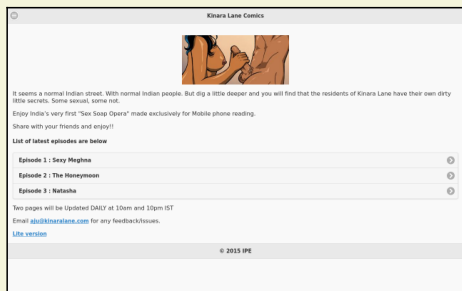 Kinara Lane Comics
It seems a normal Indian street. With normal Indian people. But dig a little deeper and you will find that the residents of Kinara Lane have their own dirty
little secrets. Some sexual, some not.
Enjoy India's very first "Sex Soap Opera" made exclusively for Mobile phone reading.
Share with your friends and enjoy!!
List of latest episodes are below
Episode 1 : Sexy Meghna
Episode 2 : The Honeymoon
Episode 3 : Natasha
Two pages will be Updated DAILY at 10am and 10pm IST
Email aju@kinaralane.com for any feedback/issues.
Lite version
© 2015 IPE